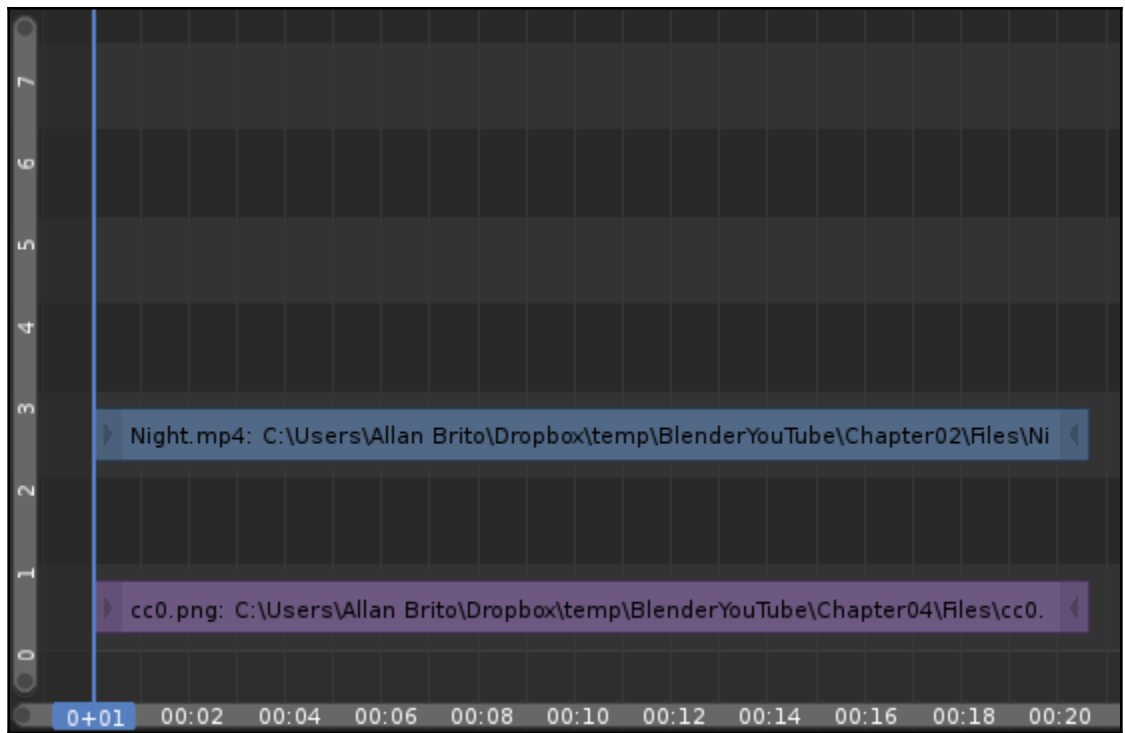 7
6
5
4
3
Night.mp4: C:\Users\Allan Brito\Dropbox\temp\BlenderYouTube\Chapter02\Files\Ni
2
1
cc0.png: C:\Users\Allan Brito\Dropbox\temp\BlenderYouTube\Chapter04\Files\cc0.
0
0+01 00:02 00:04 00:06 00:08 00:10 00:12 00:14 00:16 00:18 00:20